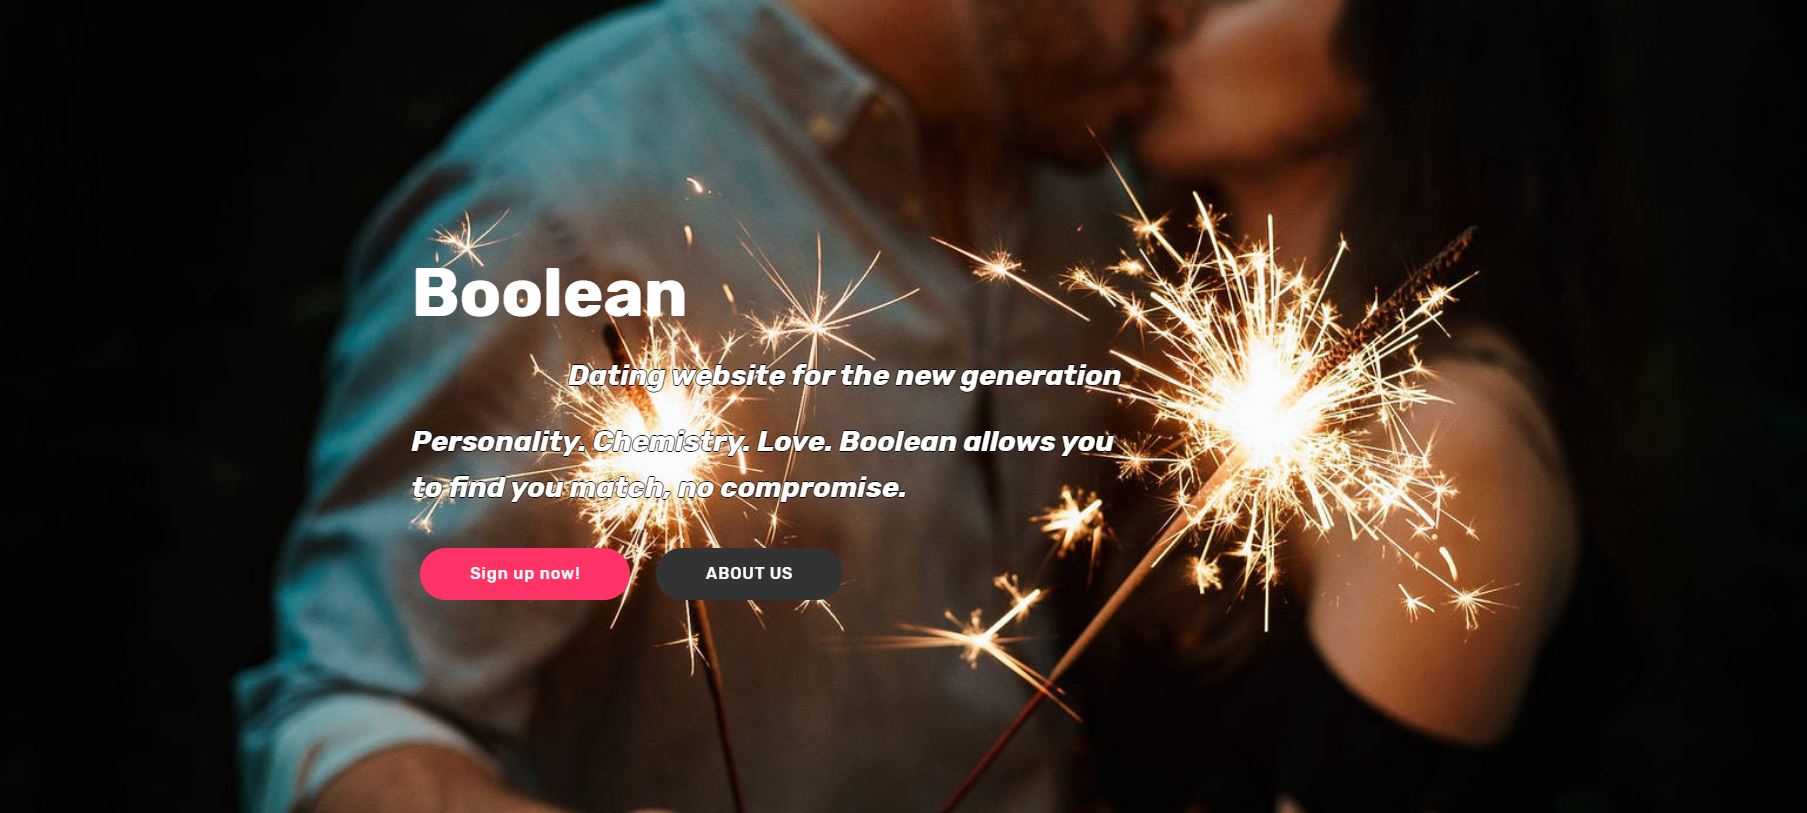 Boolean
Dating website for the new generation
Personality. Chemistry. Love. Boolean allows you
to find you match, no compromise.
Sign up now!
ABOUT US